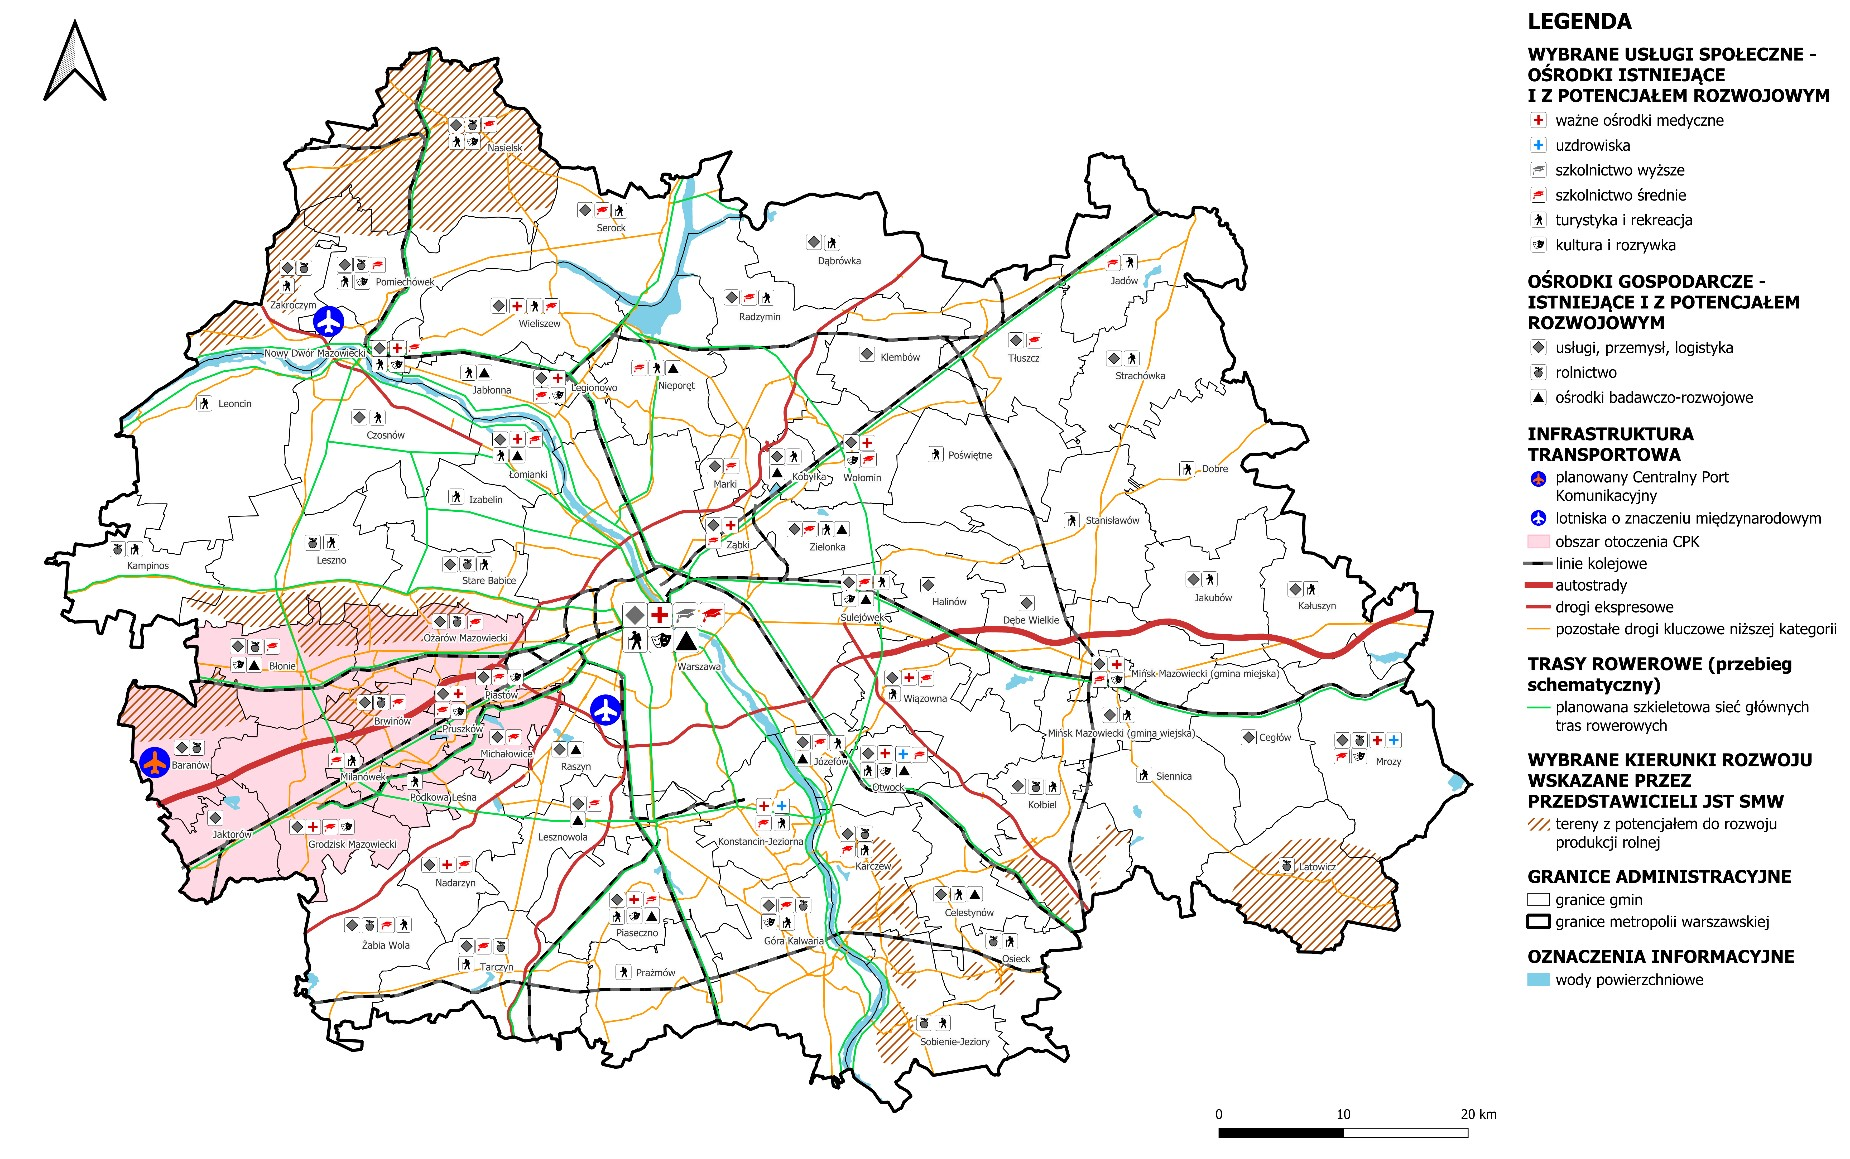 LEGENDA
WYBRANE USŁUGI SPOŁECZNE -
OŚRODKI ISTNIEJĄCE
I Z POTENCJAŁEM ROZWOJOWYM
ważne ośrodki medyczne
uzdrowiska
szkolnictwo wyższe
szkolnictwo średnie
turystyka i rekreacja
kultura i rozrywka
OŚRODKI GOSPODARCZE -
ISTNIEJĄCE I Z POTENCJAŁEM
ROZWOJOWYM
usługi, przemysł, logistyka
rolnictwo
ośrodki badawczo-rozwojowe
INFRASTRUKTURA
TRANSPORTOWA
planowany Centralny Port
Komunikacyjny
lotniska o znaczeniu międzynarodowym
obszar otoczenia CPK
linie kolejowe
autostrady
drogi ekspresowe
pozostałe drogi kluczowe niższej kategorii
TRASY ROWEROWE (przebieg
schematyczny)
planowana szkieletowa sieć głównych
tras rowerowych
WYBRANE KIERUNKI ROZWOJU
WSKAZANE PRZEZ
PRZEDSTAWICIELI JST SMW
tereny z potencjałem do rozwoju
produkcji rolnej
GRANICE ADMINISTRACYJNE
granice gmin
granice metropolii warszawskiej
OZNACZENIA INFORMACYJNE
wody powierzchniowe
Nasielsk
Serock
Dąbrówka
Jadów
Pomiechówek
Zakroczym
Radzymin
Wieliszew
Nowy Dwór Mazowiecki
Klembów
Tłuszcz
Strachówka
Jabłonna
Legionowo
Nieporęt
Leoncin
Czosnów
Łomianki
Marki
Kobyłka
Wołomin
Poświętne
Dobre
Izabelin
Stanisławów
Ząbki
Zielonka
Kampinos
Leszno
Stare Babice
Halinów
Jakubów
Kałuszyn
Sulejówek
Dębe Wielkie
Ożarów Mazowiecki
Błonie
Warszawa
Mińsk Mazowiecki (gmina miejska)
Piastów
Wiązowna
Brwinów
Pruszków
Mińsk Mazowiecki (gmina wiejska)
Cegłów
Michałowice
Baranów
Raszyn
Józefów
Mrozy
Milanówek
Siennica
Otwock
Podkowa Leśna
Kołbiel
Jaktorów
Grodzisk Mazowiecki
Lesznowola
Konstancin-Jeziorna
Karczew
Latowicz
Nadarzyn
Celestynów
Piaseczno
Góra Kalwaria
Żabia Wola
Osieck
Tarczyn
Prażmów
Sobienie-Jeziory
0 10 20 km